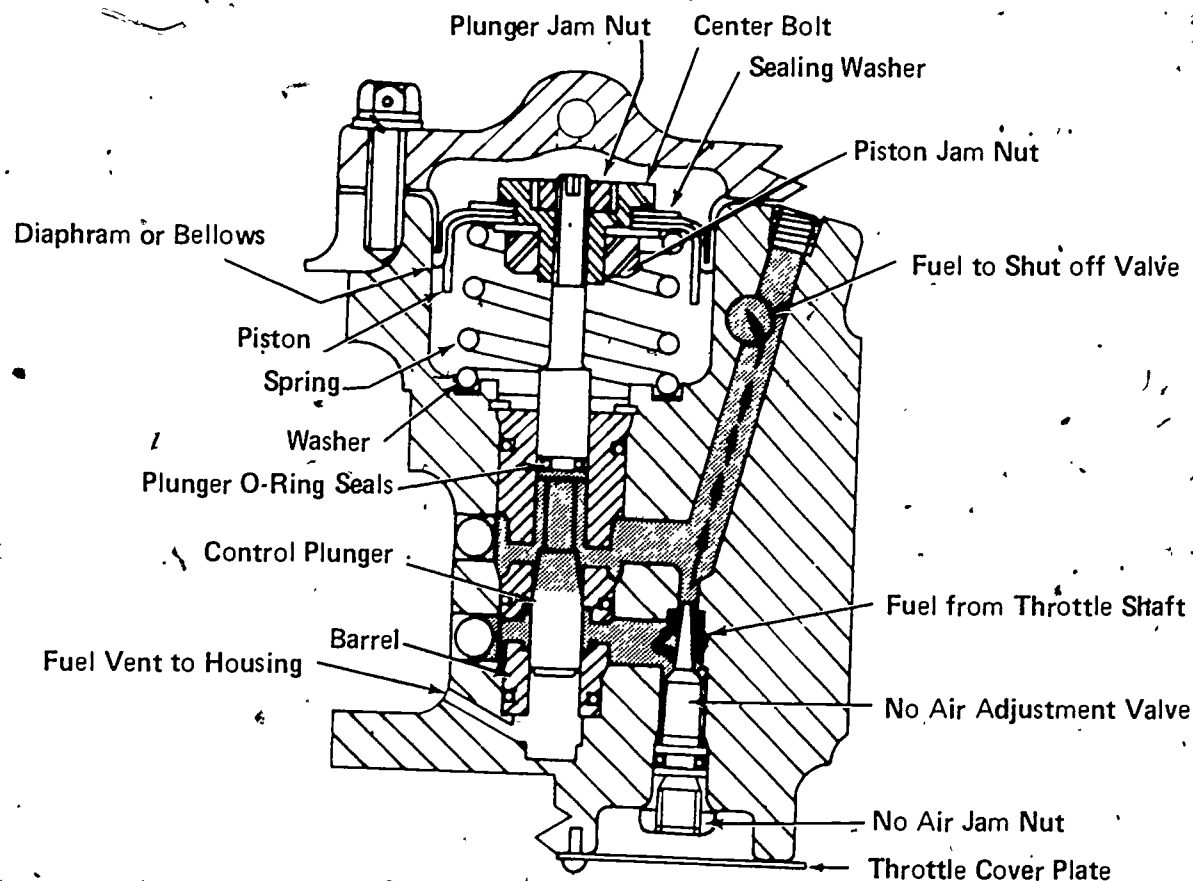 Plunger Jam Nut
Center Bolt
Sealing Washer
Piston Jam Nut
Diaphram or Bellows
Fuel to Shut off Valve
Piston
Spring
Washer
Plunger O-Ring Seals
Control Plunger
Fuel from Throttle Shaft
Barrel
Fuel Vent to Housing
No Air Adjustment Valve
No Air Jam Nut
Throttle Cover Plate